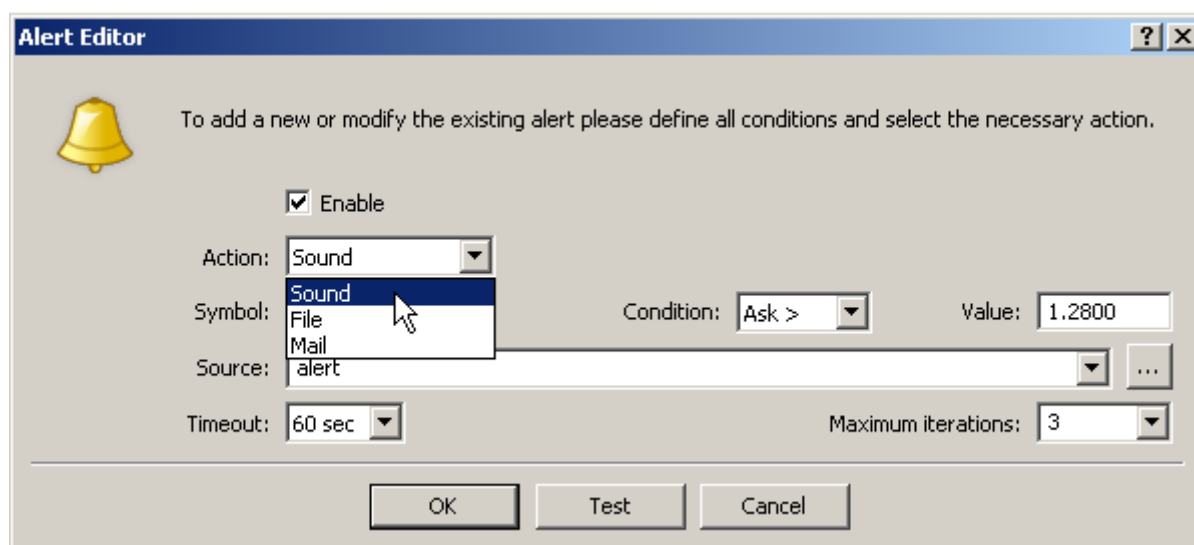 Alert Editor
To add a new or modify the existing alert please define all conditions and select the necessary action.
Enable
Action: Sound
Sound
File
Mail
Symbol: Condition: Ask > Value: 1.2800
Source: alert ...
Timeout: 60 sec Maximum iterations: 3
OK Test Cancel